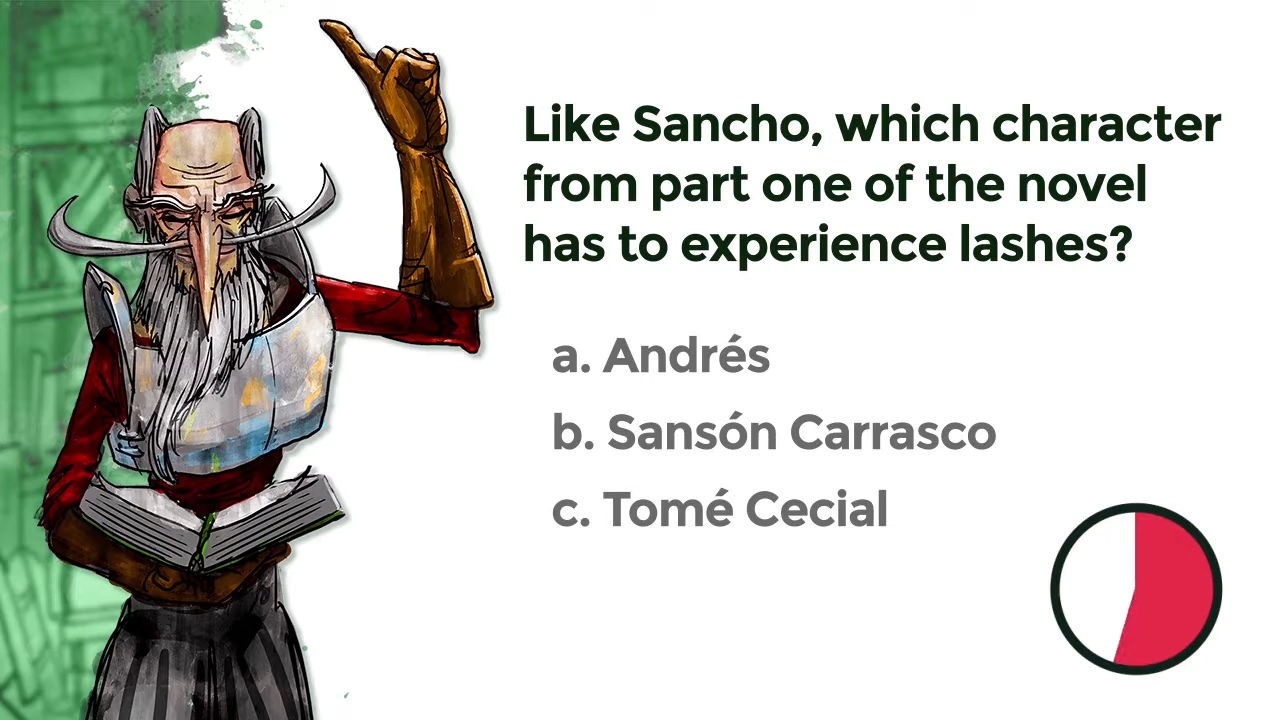 Like Sancho, which character
from part one of the novel
has to experience lashes?
a. Andrés
b. Sansón Carrasco
c. Tomé Cecial